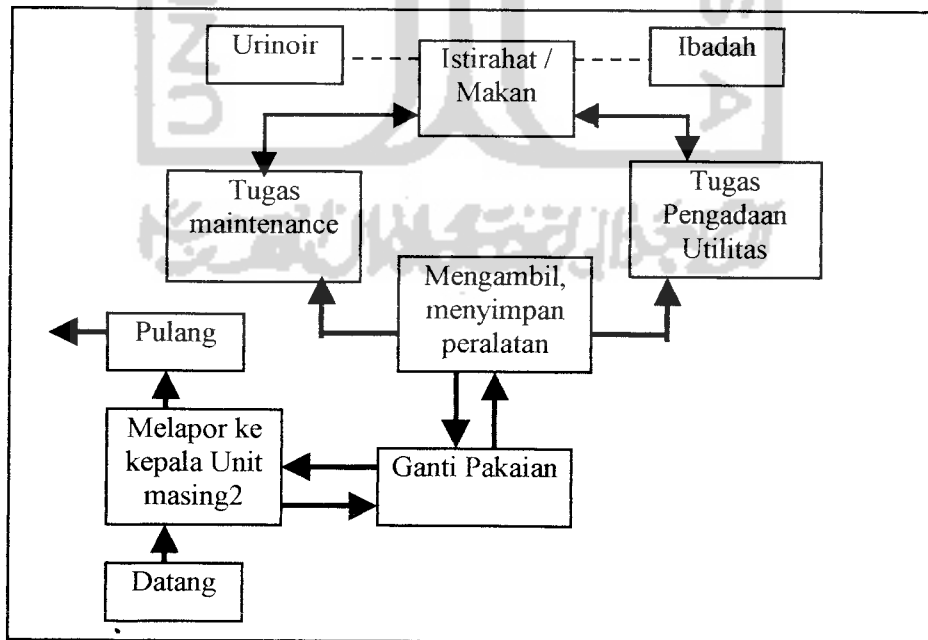 Urinoir
Istirahat /
Makan
Ibadah
Tugas
maintenance
Tugas
Pengadaan
Utilitas
Mengambil,
menyimpan
peralatan
Pulang
Melapor ke
kepala Unit
masing2
Ganti Pakaian
Datang